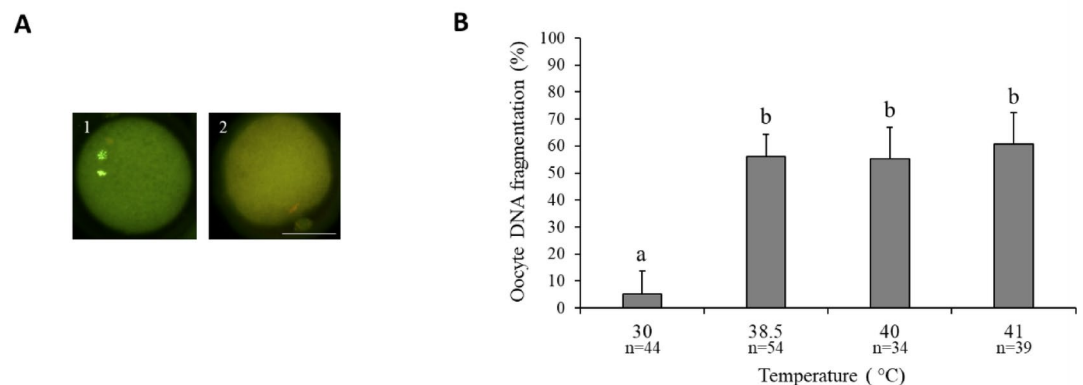 A
1
2
B
Oocyte DNA fragmentation (%)
100
90
80
70
60
50
40
30
20
10
0
a
b
b
b
30
38.5
40
41
n=44
n=54
n=34
n=39
Temperature ( °C)